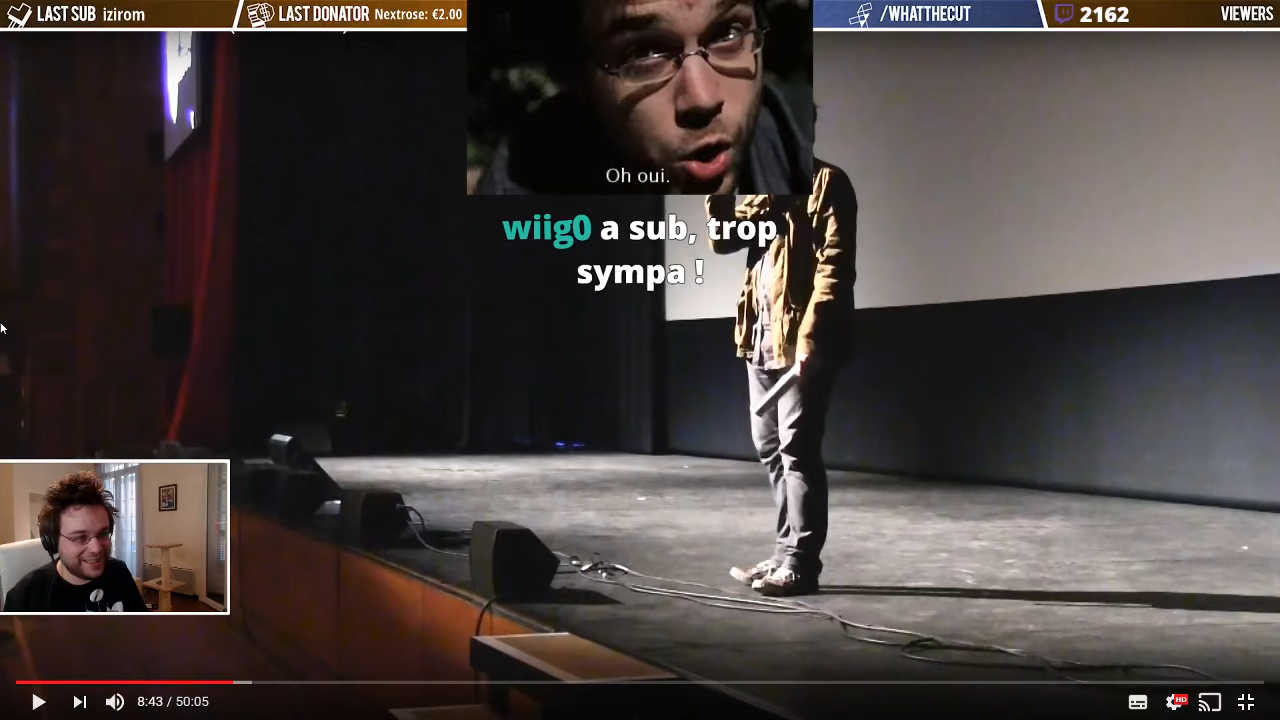 LAST SUB izirom
LAST DONATOR Nextrose: €2.00
/WHATTHECUT
2162 VIEWERS
Oh oui.
wiig0 a sub, trop
sympa !
8:43 / 50:05
HD